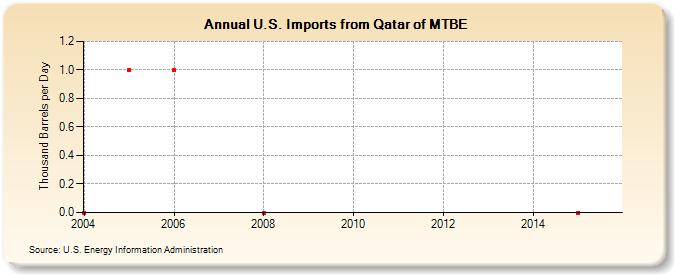 Annual U.S. Imports from Qatar of MTBE
Thousand Barrels per Day
1.2
1.0
0.8
0.6
0.4
0.2
0.0
2004 2006 2008 2010 2012 2014
Source: U.S. Energy Information Administration